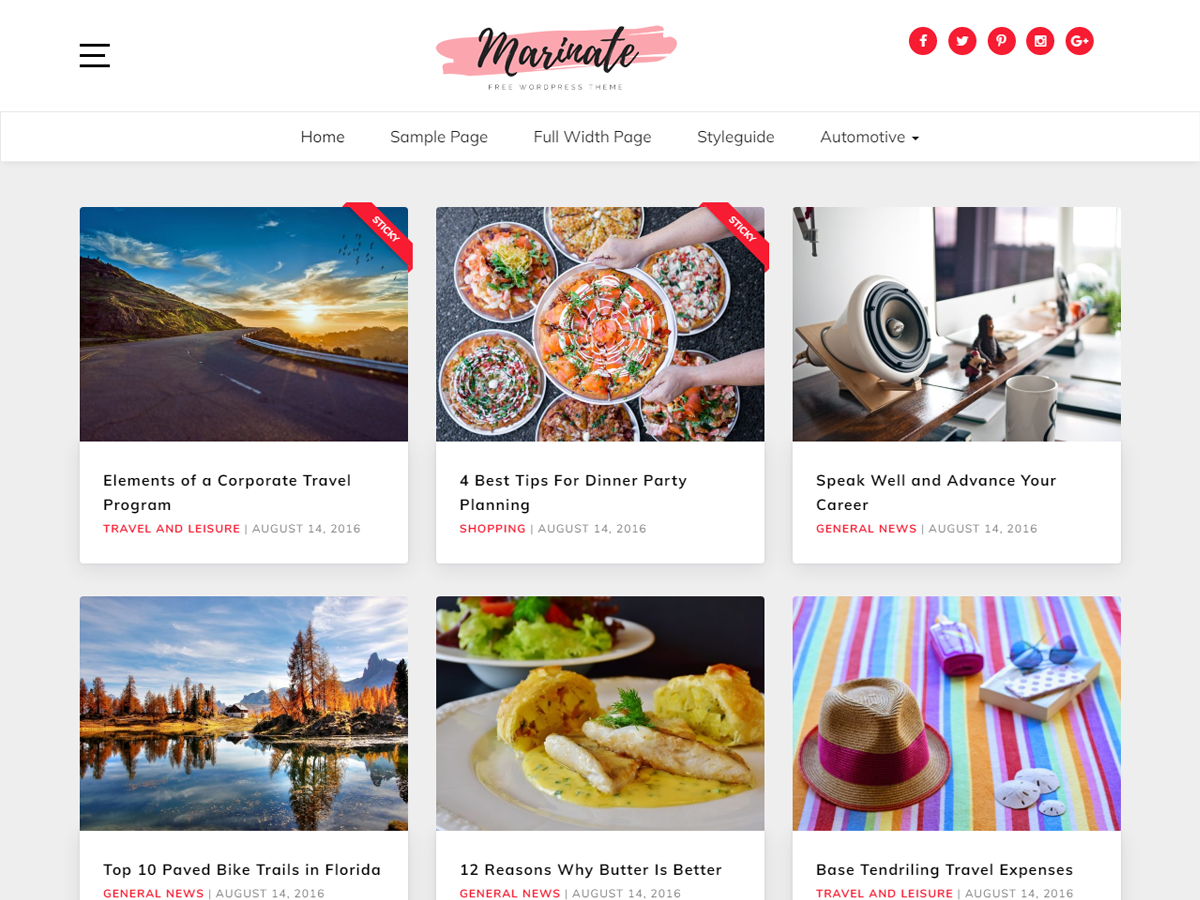 Marinate
FREE WORDPRESS THEME
Home Sample Page Full Width Page Styleguide Automotive
STICKY
STICKY
Elements of a Corporate Travel
Program
TRAVEL AND LEISURE | AUGUST 14, 2016
4 Best Tips For Dinner Party
Planning
SHOPPING | AUGUST 14, 2016
Speak Well and Advance Your
Career
GENERAL NEWS | AUGUST 14, 2016
Top 10 Paved Bike Trails in Florida
GENERAL NEWS | AUGUST 14, 2016
12 Reasons Why Butter Is Better
GENERAL NEWS | AUGUST 14, 2016
Base Tendriling Travel Expenses
TRAVEL AND LEISURE | AUGUST 14, 2016